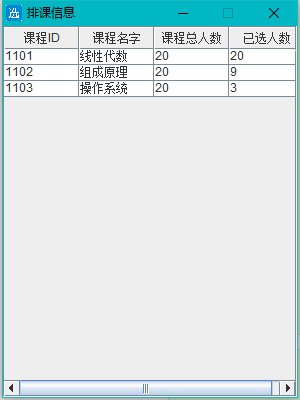 选 排课信息
课程ID 课程名字 课程总人数 已选人数
1101 线性代数 20 20
1102 组成原理 20 9
1103 操作系统 20 3